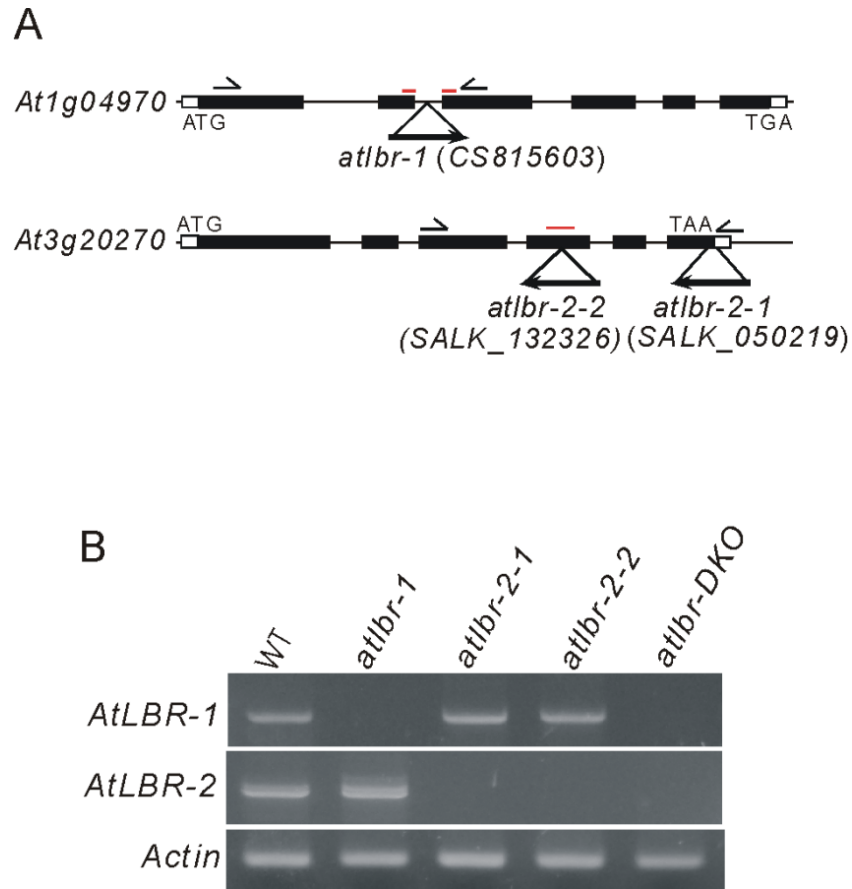 A
At1g04970
ATG
TGA
atlbr-1 (CS815603)
At3g20270
ATG
TAA
atlbr-2-2
(SALK_132326)
atlbr-2-1
(SALK_050219)
B
WT
atlbr-1
atlbr-2-1
atlbr-2-2
atlbr-DKO
AtLBR-1
AtLBR-2
Actin